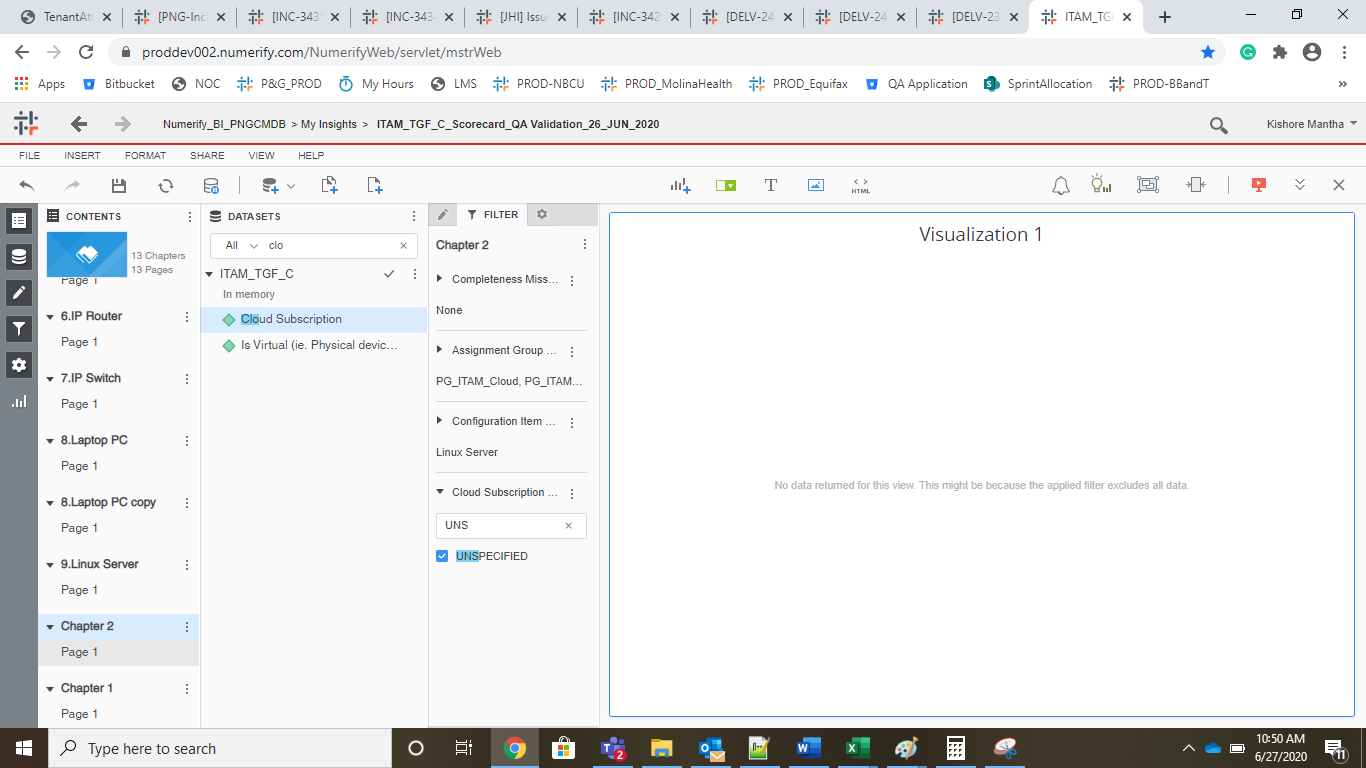 TenantAt
[PNG-Inc
[INC-343
[INC-343
[JHI] Issu
[INC-342
[DELV-24
[DELV-24
[DELV-23
ITAM_TGF
proddev002.numerify.com/NumerifyWeb/servlet/mstrWeb
Apps
Bitbucket
NOC
P&G_PROD
My Hours
LMS
PROD-NBCU
PROD_MolinaHealth
PROD_Equifax
QA Application
SprintAllocation
PROD-BBandT
Numerify_BI_PNGCMDB > My Insights > ITAM_TGF_C_Scorecard_QA Validation_26_JUN_2020
Kishore Mantha
FILE INSERT FORMAT SHARE VIEW HELP
HTML
CONTENTS
13 Chapters
13 Pages
Page 1
6.IP Router
Page 1
7.IP Switch
Page 1
8.Laptop PC
Page 1
8.Laptop PC copy
Page 1
9.Linux Server
Page 1
Chapter 2
Page 1
Chapter 1
Page 1
DATASETS
All clo
ITAM_TGF_C
In memory
Cloud Subscription
Is Virtual (ie. Physical devic...
FILTER
Chapter 2
Completeness Miss...
None
Assignment Group ...
PG_ITAM_Cloud, PG_ITAM...
Configuration Item ...
Linux Server
Cloud Subscription ...
UNS
UNSPECIFIED
Visualization 1
No data returned for this view. This might be because the applied filter excludes all data.
Type here to search
2
10:50 AM
6/27/2020
11